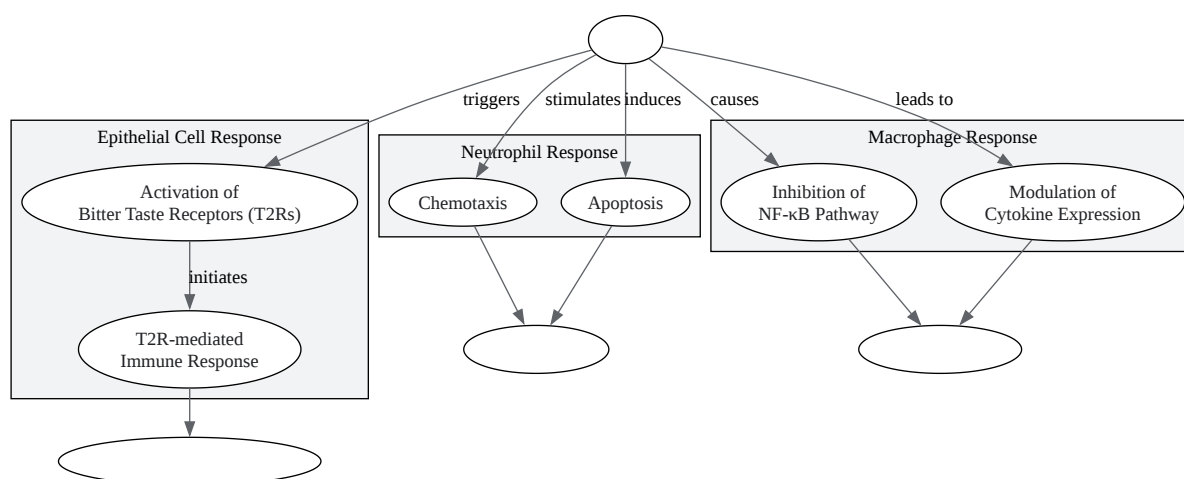 triggers
stimulates
induces
causes
leads to
Epithelial Cell Response
Neutrophil Response
Macrophage Response
Activation of
Bitter Taste Receptors (T2Rs)
Chemotaxis
Apoptosis
Inhibition of
NF-κB Pathway
Modulation of
Cytokine Expression
initiates
T2R-mediated
Immune Response